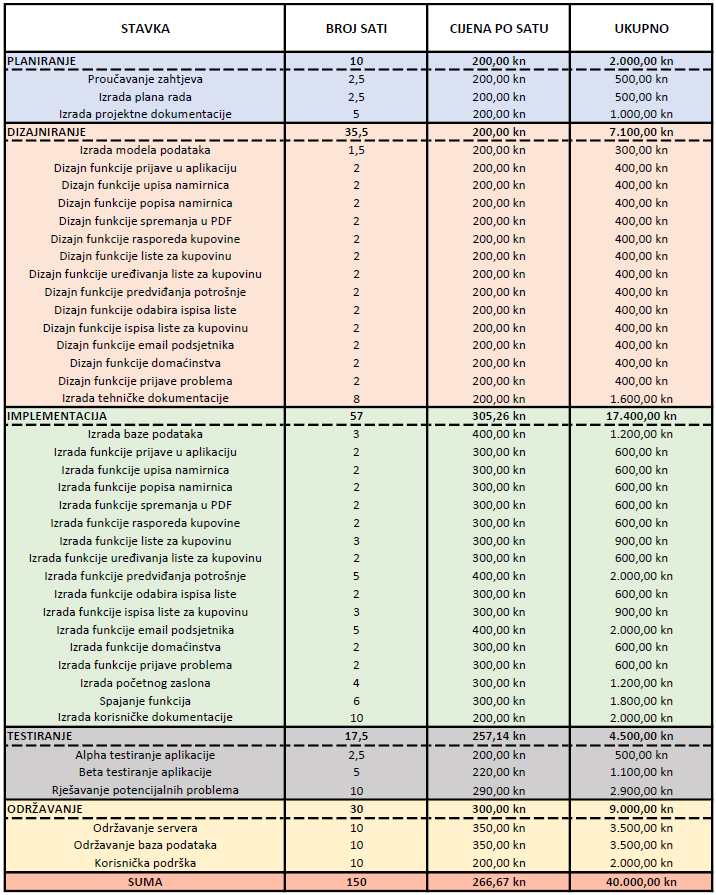 STAVKA BROJ SATI CIJENA PO SATU UKUPNO
PLANIRANJE 10 200,00 kn 2.000,00 kn
Proučavanje zahtjeva 2,5 200,00 kn 500,00 kn
Izrada plana rada 2,5 200,00 kn 500,00 kn
Izrada projektne dokumentacije 5 200,00 kn 1.000,00 kn
DIZAJNIRANJE 35,5 200,00 kn 7.100,00 kn
Izrada modela podataka 1,5 200,00 kn 300,00 kn
Dizajn funkcije prijave u aplikaciju 2 200,00 kn 400,00 kn
Dizajn funkcije upisa namirnica 2 200,00 kn 400,00 kn
Dizajn funkcije popisa namirnica 2 200,00 kn 400,00 kn
Dizajn funkcije spremanja u PDF 2 200,00 kn 400,00 kn
Dizajn funkcije rasporeda kupovine 2 200,00 kn 400,00 kn
Dizajn funkcije liste za kupovinu 2 200,00 kn 400,00 kn
Dizajn funkcije uređivanja liste za kupovinu 2 200,00 kn 400,00 kn
Dizajn funkcije predviđanja potrošnje 2 200,00 kn 400,00 kn
Dizajn funkcije odabira ispisa liste 2 200,00 kn 400,00 kn
Dizajn funkcije ispisa liste za kupovinu 2 200,00 kn 400,00 kn
Dizajn funkcije email podsjetnika 2 200,00 kn 400,00 kn
Dizajn funkcije domaćinstva 2 200,00 kn 400,00 kn
Dizajn funkcije prijave problema 2 200,00 kn 400,00 kn
Izrada tehničke dokumentacije 8 200,00 kn 1.600,00 kn
IMPLEMENTACIJA 57 305,26 kn 17.400,00 kn
Izrada baze podataka 3 400,00 kn 1.200,00 kn
Izrada funkcije prijave u aplikaciju 2 300,00 kn 600,00 kn
Izrada funkcije upisa namirnica 2 300,00 kn 600,00 kn
Izrada funkcije popisa namirnica 2 300,00 kn 600,00 kn
Izrada funkcije spremanja u PDF 2 300,00 kn 600,00 kn
Izrada funkcije rasporeda kupovine 2 300,00 kn 600,00 kn
Izrada funkcije liste za kupovinu 3 300,00 kn 900,00 kn
Izrada funkcije uređivanja liste za kupovinu 2 300,00 kn 600,00 kn
Izrada funkcije predviđanja potrošnje 5 400,00 kn 2.000,00 kn
Izrada funkcije odabira ispisa liste 2 300,00 kn 600,00 kn
Izrada funkcije ispisa liste za kupovinu 3 300,00 kn 900,00 kn
Izrada funkcije email podsjetnika 5 400,00 kn 2.000,00 kn
Izrada funkcije domaćinstva 2 300,00 kn 600,00 kn
Izrada funkcije prijave problema 2 300,00 kn 600,00 kn
Izrada početnog zaslona 4 300,00 kn 1.200,00 kn
Spajanje funkcija 6 300,00 kn 1.800,00 kn
Izrada korisničke dokumentacije 10 200,00 kn 2.000,00 kn
TESTIRANJE 17,5 257,14 kn 4.500,00 kn
Alpha testiranje aplikacije 2,5 200,00 kn 500,00 kn
Beta testiranje aplikacije 5 220,00 kn 1.100,00 kn
Rješavanje potencijalnih problema 10 290,00 kn 2.900,00 kn
ODRŽAVANJE 30 300,00 kn 9.000,00 kn
Održavanje servera 10 350,00 kn 3.500,00 kn
Održavanje baza podataka 10 350,00 kn 3.500,00 kn
Korisnička podrška 10 200,00 kn 2.000,00 kn
SUMA 150 266,67 kn 40.000,00 kn